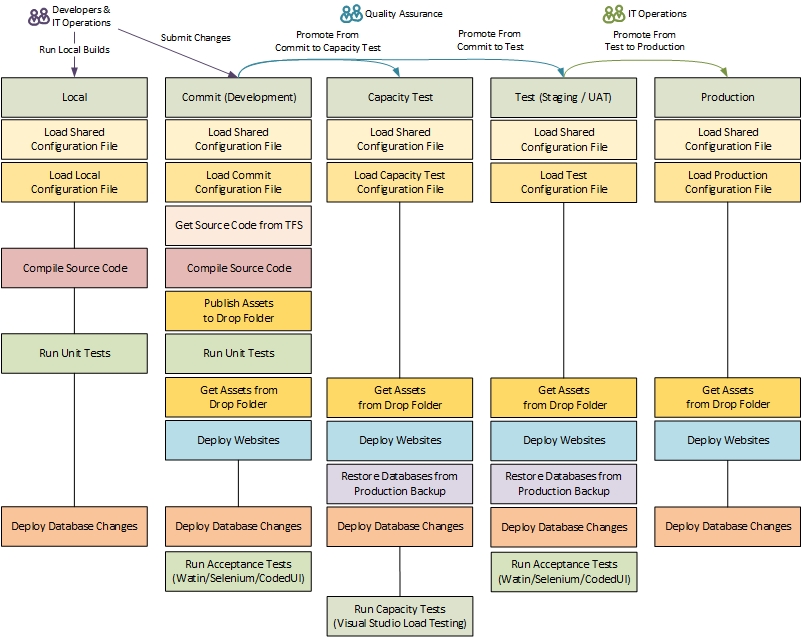 Developers &
IT Operations
Quality Assurance
IT Operations
Run Local Builds
Submit Changes
Promote From
Commit to Capacity Test
Promote From
Commit to Test
Promote From
Test to Production
Local
Commit (Development)
Capacity Test
Test (Staging / UAT)
Production
Load Shared
Configuration File
Load Shared
Configuration File
Load Shared
Configuration File
Load Shared
Configuration File
Load Shared
Configuration File
Load Local
Configuration File
Load Commit
Configuration File
Load Capacity Test
Configuration File
Load Test
Configuration File
Load Production
Configuration File
Get Source Code from TFS
Compile Source Code
Compile Source Code
Publish Assets
to Drop Folder
Run Unit Tests
Run Unit Tests
Get Assets from
Drop Folder
Get Assets
from Drop Folder
Get Assets
from Drop Folder
Get Assets
from Drop Folder
Deploy Websites
Deploy Websites
Deploy Websites
Deploy Websites
Restore Databases from
Production Backup
Restore Databases from
Production Backup
Deploy Database Changes
Deploy Database Changes
Deploy Database Changes
Deploy Database Changes
Deploy Database Changes
Run Acceptance Tests
(Watin/Selenium/CodedUI)
Run Acceptance Tests
(Watin/Selenium/CodedUI)
Run Capacity Tests
(Visual Studio Load Testing)